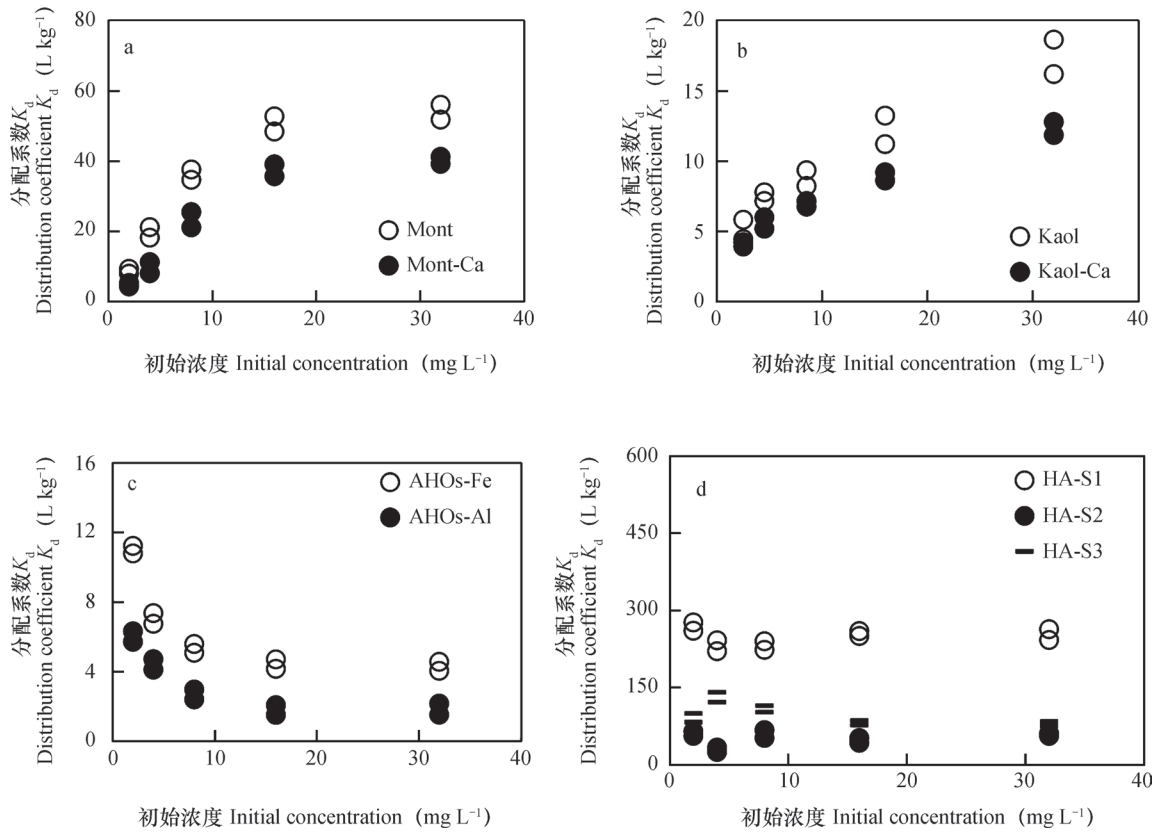 80
60
40
20
0
0
10
20
30
40
a
Mont
Mont-Ca
分配系数Kd
Distribution coefficient Kd (L kg⁻¹)
初始浓度 Initial concentration (mg L⁻¹)
20
15
10
5
0
0
10
20
30
40
b
Kaol
Kaol-Ca
分配系数Kd
Distribution coefficient Kd (L kg⁻¹)
初始浓度 Initial concentration (mg L⁻¹)
16
12
8
4
0
0
10
20
30
40
c
AHOs-Fe
AHOs-Al
分配系数Kd
Distribution coefficient Kd (L kg⁻¹)
初始浓度 Initial concentration (mg L⁻¹)
600
450
300
150
0
0
10
20
30
40
d
HA-S1
HA-S2
HA-S3
分配系数Kd
Distribution coefficient Kd (L kg⁻¹)
初始浓度 Initial concentration (mg L⁻¹)